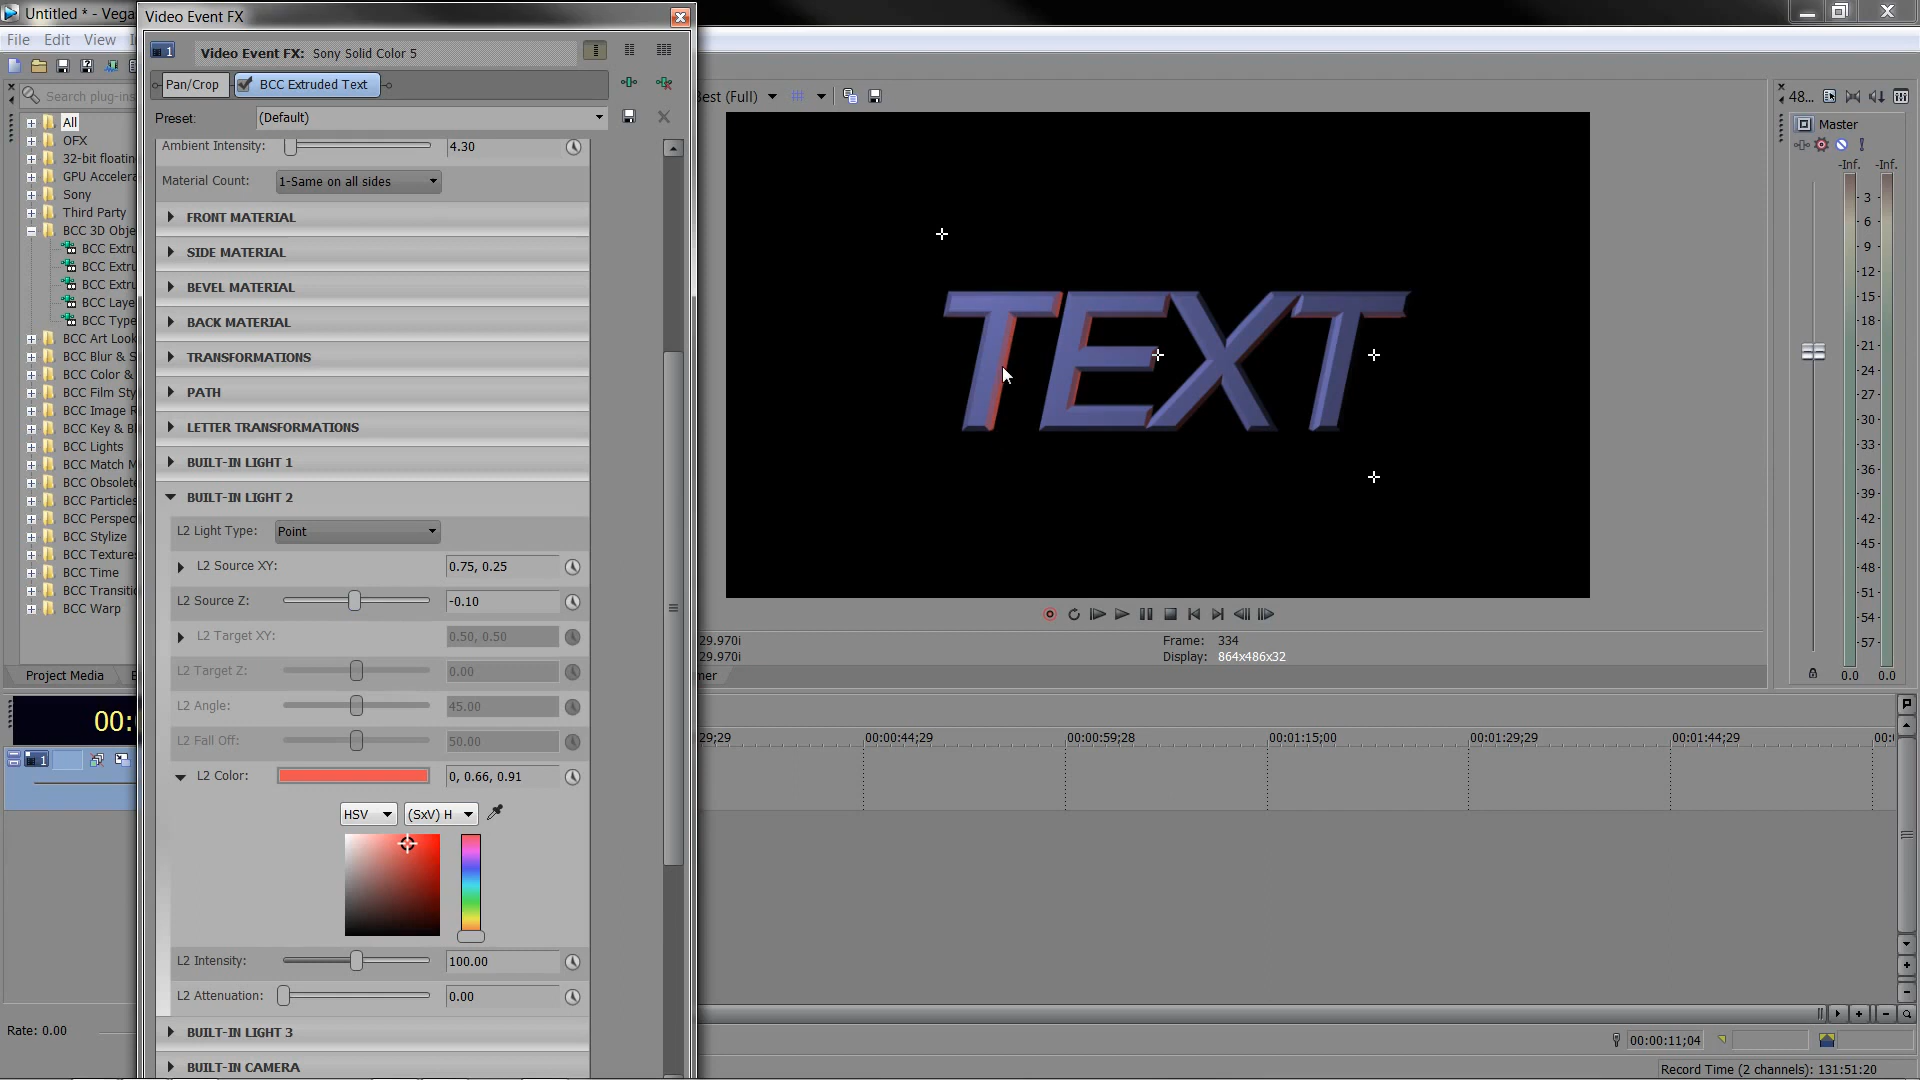 Untitled * - Vega
Video Event FX
File Edit View
1 Video Event FX: Sony Solid Color 5
Pan/Crop BCC Extruded Text
Preset: (Default)
Search plug-ins
Best (Full)
48...
Master
-Inf. -Inf.
All
OFX
32-bit floatin
GPU Accelera
Sony
Third Party
BCC 3D Obje
BCC Extru
BCC Extru
BCC Extru
BCC Laye
BCC Type
BCC Art Look
BCC Blur & S
BCC Color &
BCC Film Sty
BCC Image R
BCC Key & Bl
BCC Lights
BCC Match M
BCC Obsolete
BCC Particles
BCC Perspec
BCC Stylize
BCC Textures
BCC Time
BCC Transitio
BCC Warp
Project Media
Ambient Intensity: 4.30
Material Count: 1-Same on all sides
FRONT MATERIAL
SIDE MATERIAL
BEVEL MATERIAL
BACK MATERIAL
TRANSFORMATIONS
PATH
LETTER TRANSFORMATIONS
BUILT-IN LIGHT 1
BUILT-IN LIGHT 2
L2 Light Type: Point
L2 Source XY: 0.75, 0.25
L2 Source Z: -0.10
L2 Target XY: 0.50, 0.50
L2 Target Z: 0.00
L2 Angle: 45.00
L2 Fall Off: 50.00
L2 Color: 0, 0.66, 0.91
HSV (SxV) H
L2 Intensity: 100.00
L2 Attenuation: 0.00
BUILT-IN LIGHT 3
BUILT-IN CAMERA
TEXT
3
6
9
12
15
18
21
24
27
30
33
36
39
42
45
48
51
54
57
0.0 0.0
29.970i Frame: 334
29.970i Display: 864x486x32
mer
00:
1
29;29 00:00:44;29 00:00:59;28 00:01:15;00 00:01:29;29 00:01:44;29 00:
Rate: 0.00
00:00:11;04
Record Time (2 channels): 131:51:20